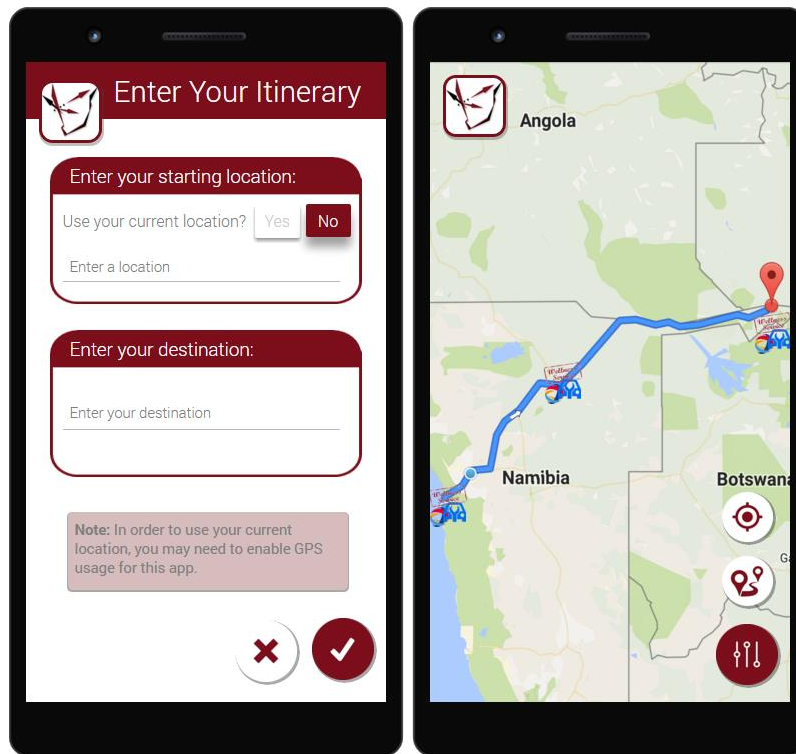 Enter Your Itinerary
Enter your starting location:
Use your current location? Yes No
Enter a location
Enter your destination:
Enter your destination
Note: In order to use your current
location, you may need to enable GPS
usage for this app.
Angola
Namibia
Botswana